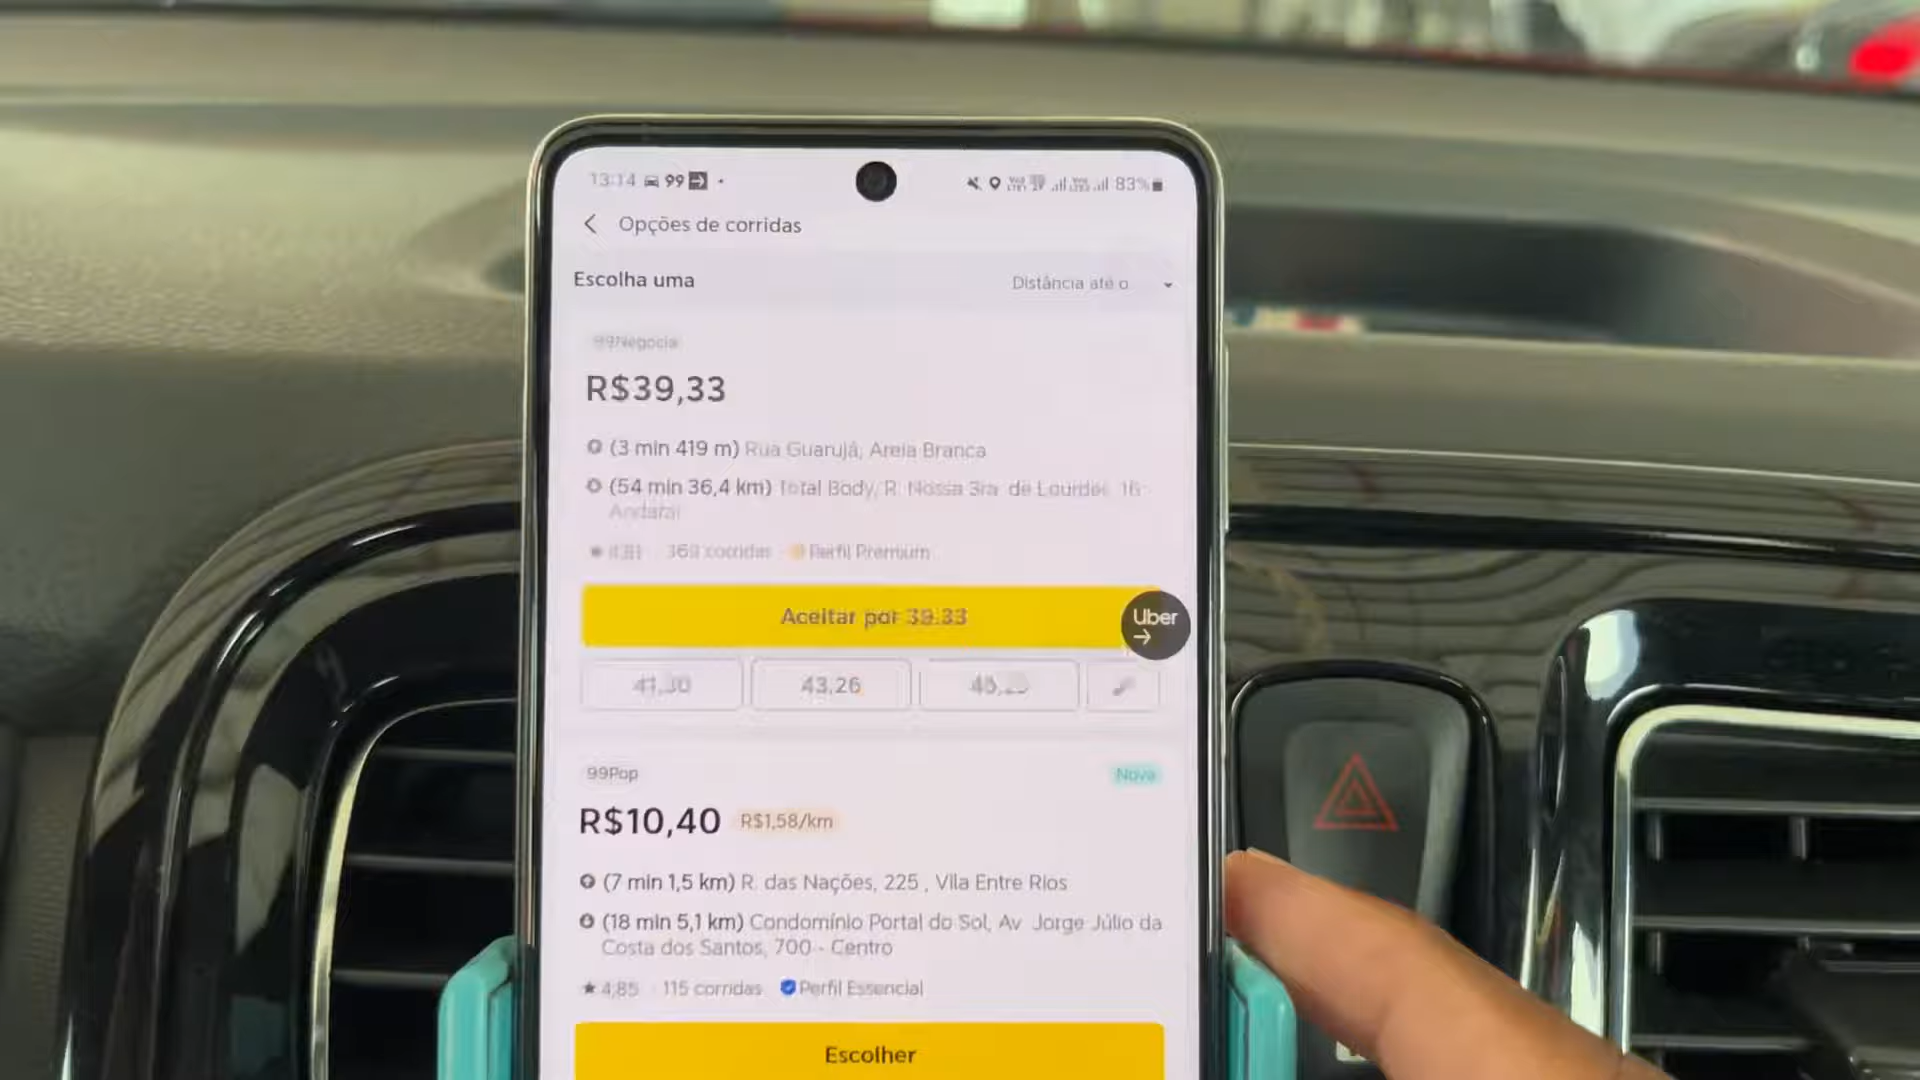 13:14 99
83%
Opções de corridas
Escolha uma
Distância até o
99Negocia
R$39,33
(3 min 419 m) Rua Guarujá, Areia Branca
(54 min 36,4 km) Total Body, R. Nossa Sra. de Lourdes, 16
369 corridas Perfil Premium
Aceitar por 39.33
Uber
43,26
99Pop
Nova
R$10,40 R$1,58/km
(7 min 1,5 km) R. das Nações, 225 , Vila Entre Rios
(18 min 5,1 km) Condomínio Portal do Sol, Av Jorge Júlio da
Costa dos Santos, 700 - Centro
4,85 · 115 corridas Perfil Essencial
Escolher